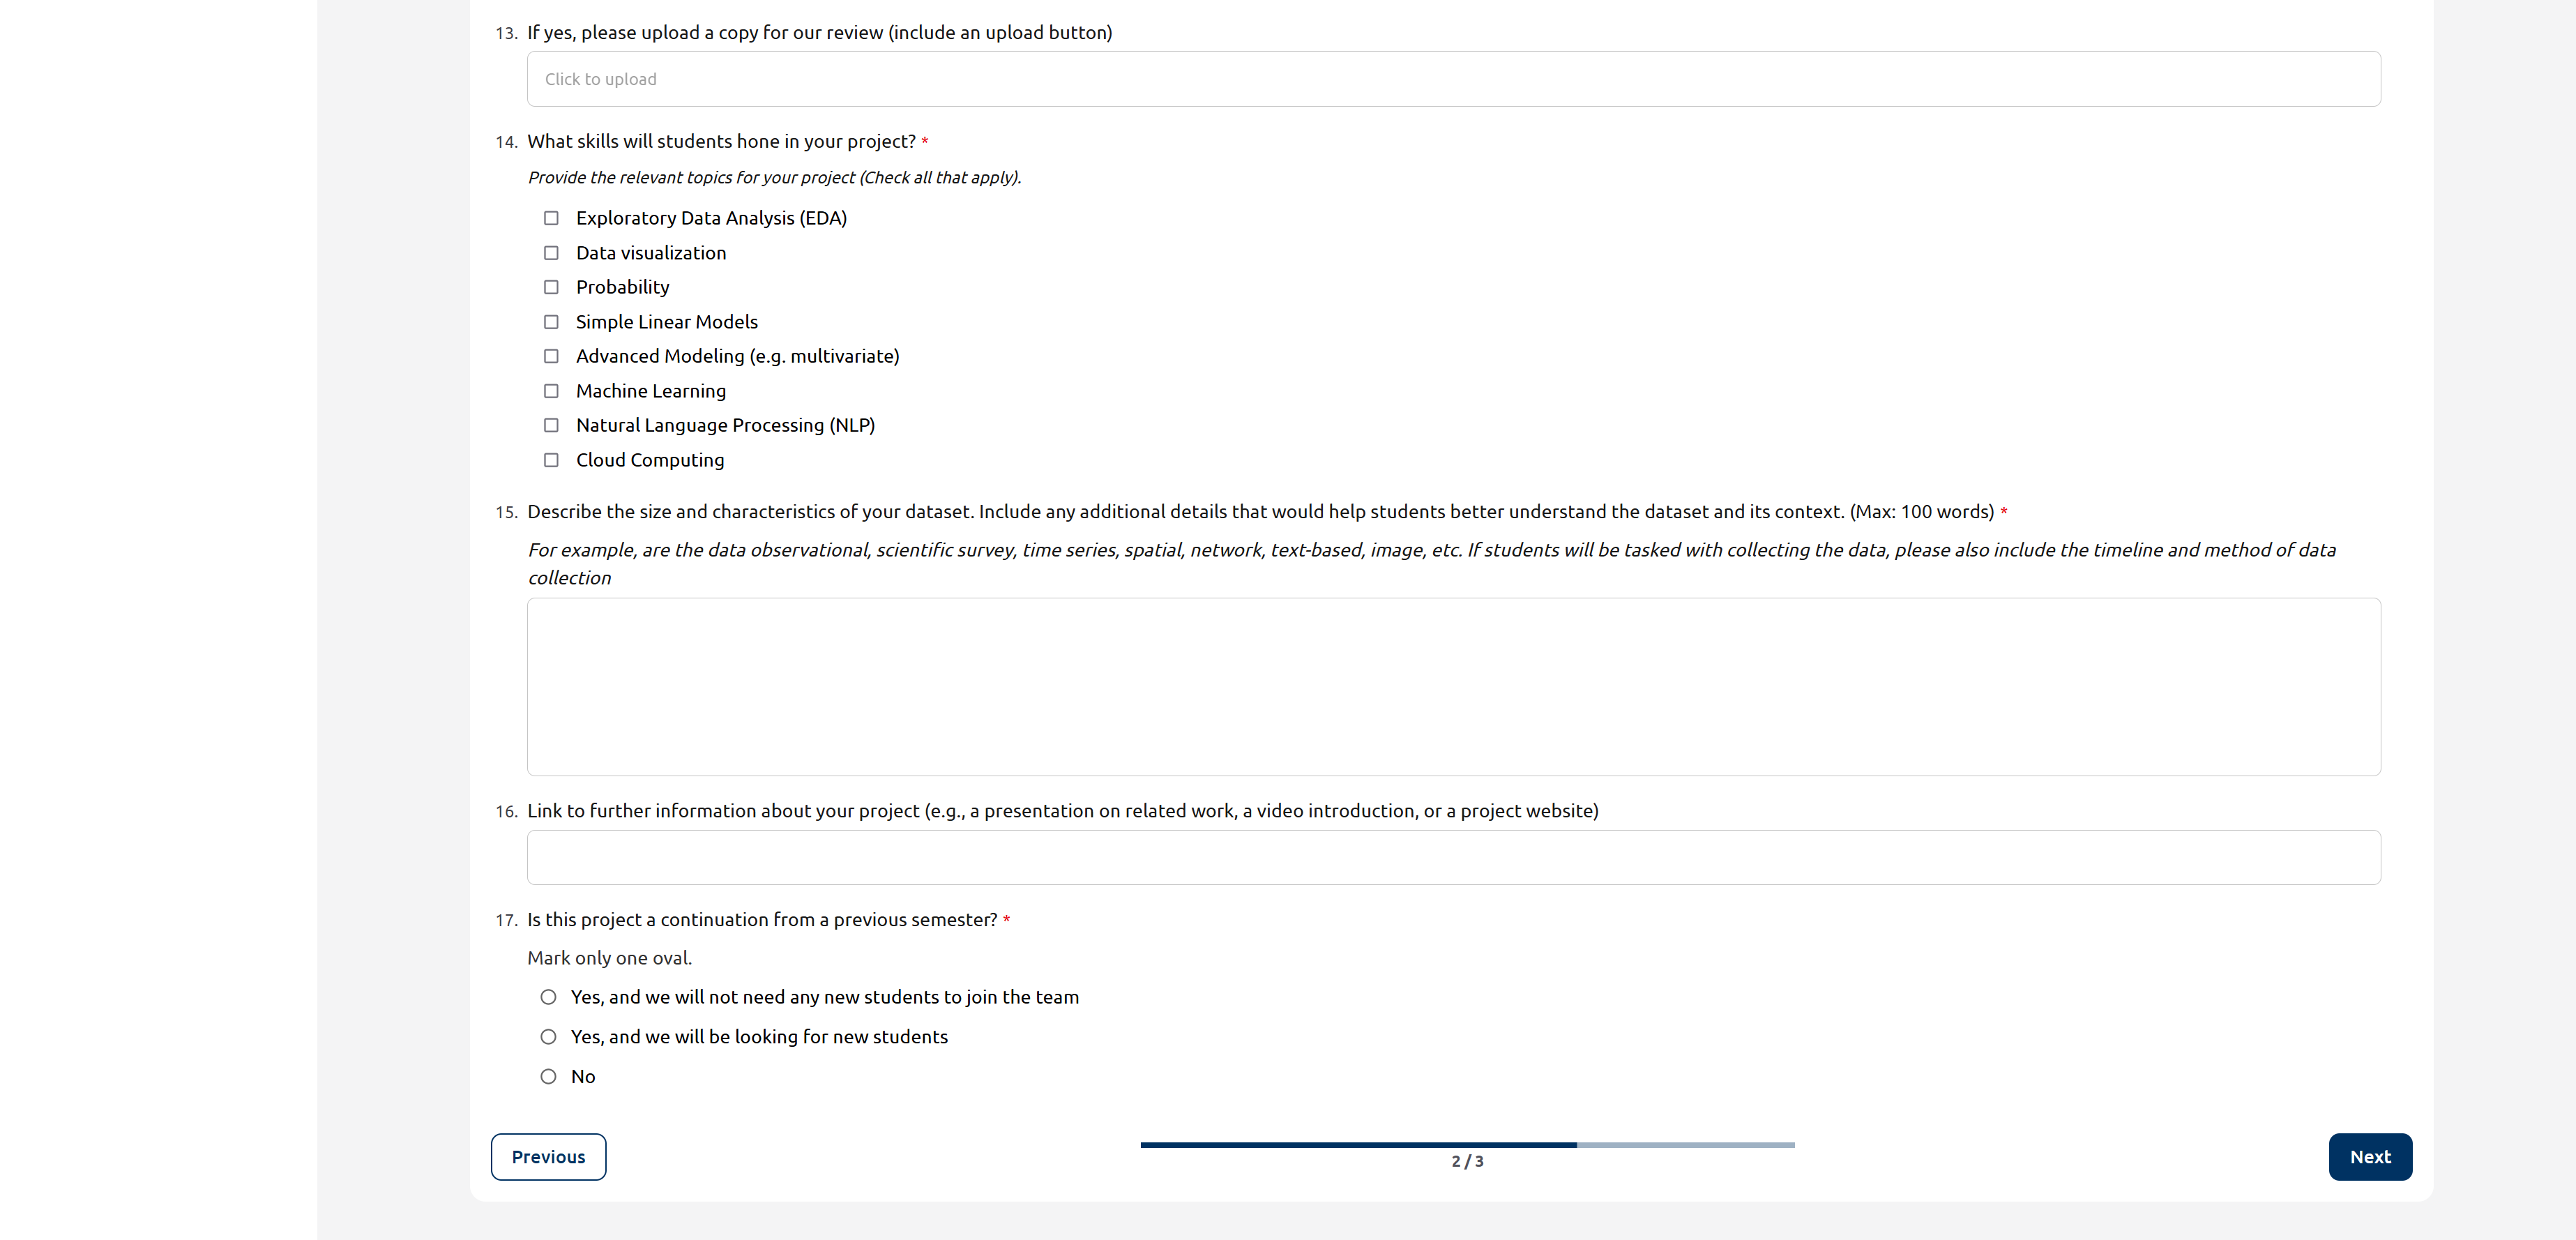 13. If yes, please upload a copy for our review (include an upload button)
Click to upload
14. What skills will students hone in your project? *
Provide the relevant topics for your project (Check all that apply).
Exploratory Data Analysis (EDA)
Data visualization
Probability
Simple Linear Models
Advanced Modeling (e.g. multivariate)
Machine Learning
Natural Language Processing (NLP)
Cloud Computing
15. Describe the size and characteristics of your dataset. Include any additional details that would help students better understand the dataset and its context. (Max: 100 words) *
For example, are the data observational, scientific survey, time series, spatial, network, text-based, image, etc. If students will be tasked with collecting the data, please also include the timeline and method of data
collection
16. Link to further information about your project (e.g., a presentation on related work, a video introduction, or a project website)
17. Is this project a continuation from a previous semester? *
Mark only one oval.
Yes, and we will not need any new students to join the team
Yes, and we will be looking for new students
No
Previous
2 / 3
Next